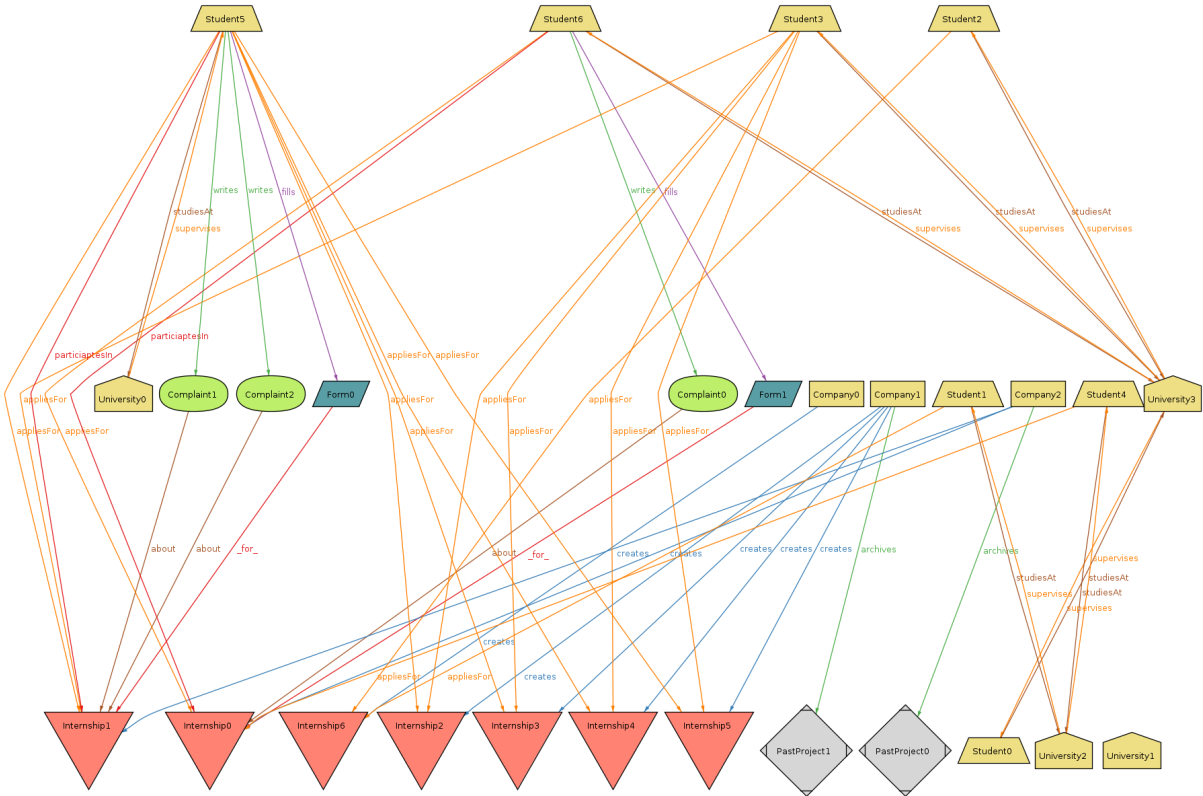 Student5
Student6
Student3
Student2
writes
writes
fills
writes
fills
studiesAt
studiesAt
studiesAt
studiesAt
supervises
supervises
supervises
supervises
particiaptesIn
particiaptesIn
appliesFor
appliesFor
appliesFor
appliesFor
appliesFor
University0
Complaint1
Complaint2
Form0
Complaint0
Form1
Company0
Company1
Student1
Company2
Student4
University3
appliesFor
appliesFor
appliesFor
appliesFor
appliesFor
about
about
_for_
about
_for_
creates
creates
creates
creates
creates
archives
archives
supervises
studiesAt
studiesAt
supervises
studiesAt
supervises
creates
appliesFor
appliesFor
creates
Internship1
Internship0
Internship6
Internship2
Internship3
Internship4
Internship5
PastProject1
PastProject0
Student0
University2
University1